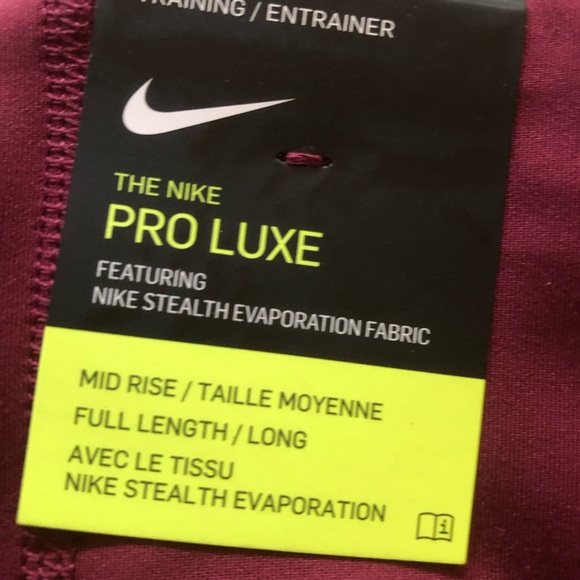 TRAINING / ENTRAINER
THE NIKE
PRO LUXE
FEATURING
NIKE STEALTH EVAPORATION FABRIC
MID RISE / TAILLE MOYENNE
FULL LENGTH / LONG
AVEC LE TISSU
NIKE STEALTH EVAPORATION
i